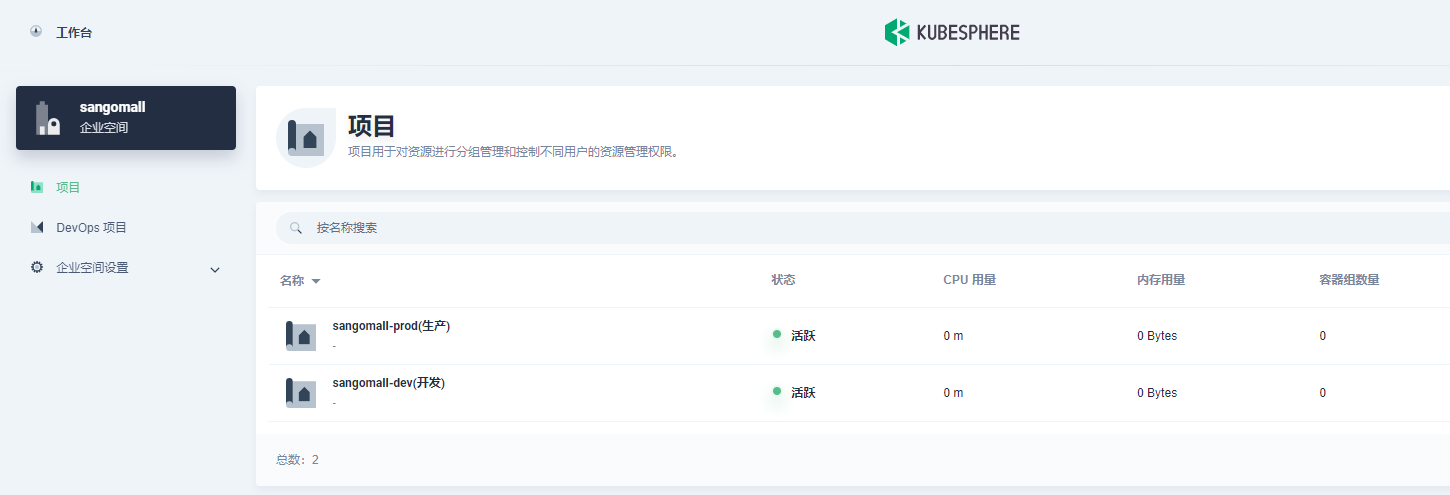 工作台
KUBESPHERE
sangomall
企业空间
项目
DevOps 项目
企业空间设置
项目
项目用于对资源进行分组管理和控制不同用户的资源管理权限。
按名称搜索
名称 状态 CPU 用量 内存用量 容器组数量
sangomall-prod(生产)
-
活跃 0 m 0 Bytes 0
sangomall-dev(开发)
-
活跃 0 m 0 Bytes 0
总数：2